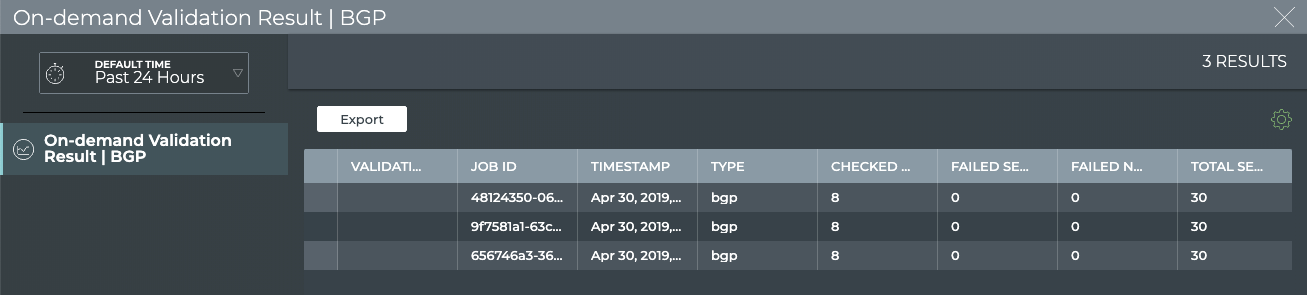 On-demand Validation Result | BGP
DEFAULT TIME
Past 24 Hours
3 RESULTS
On-demand Validation
Result | BGP
Export
VALIDATI... JOB ID TIMESTAMP TYPE CHECKED ... FAILED SE... FAILED N... TOTAL SE...
48124350-06... Apr 30, 2019,... bgp 8 0 0 30
9f7581a1-63c... Apr 30, 2019,... bgp 8 0 0 30
656746a3-36... Apr 30, 2019,... bgp 8 0 0 30